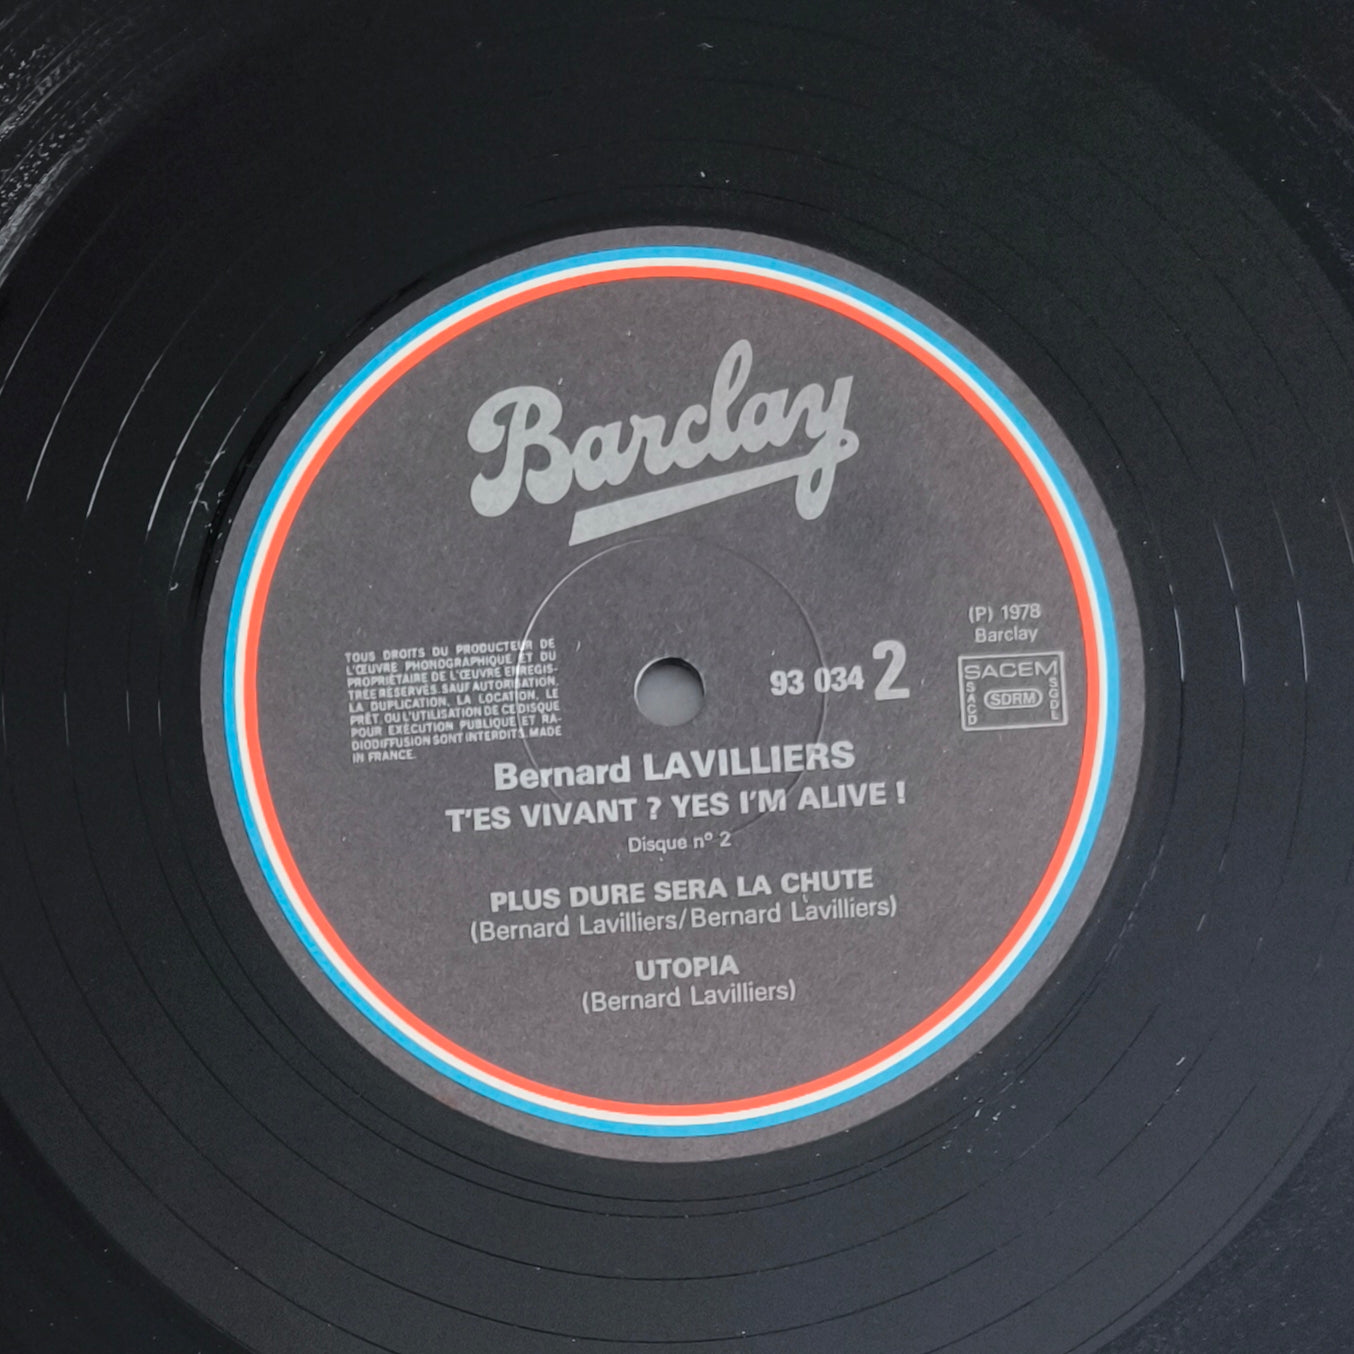 Barclay
TOUS DROITS DU PRODUCTEUR DE
L'ŒUVRE PHONOGRAPHIQUE ET DU
PROPRIÉTAIRE DE L'ŒUVRE ENREGIS-
TRÉE RÉSERVÉS. SAUF AUTORISATION,
LA DUPLICATION, LA LOCATION, LE
PRÊT, OU L'UTILISATION DE CE DISQUE
POUR EXÉCUTION PUBLIQUE ET RA-
DIODIFFUSION SONT INTERDITS. MADE
IN FRANCE.
93 034 2
(P) 1978
Barclay
SACEM
SACD
SDRM
SGDL
Bernard LAVILLIERS
T'ES VIVANT ? YES I'M ALIVE !
Disque nº 2
PLUS DURE SERA LA CHUTE
(Bernard Lavilliers/Bernard Lavilliers)
UTOPIA
(Bernard Lavilliers)